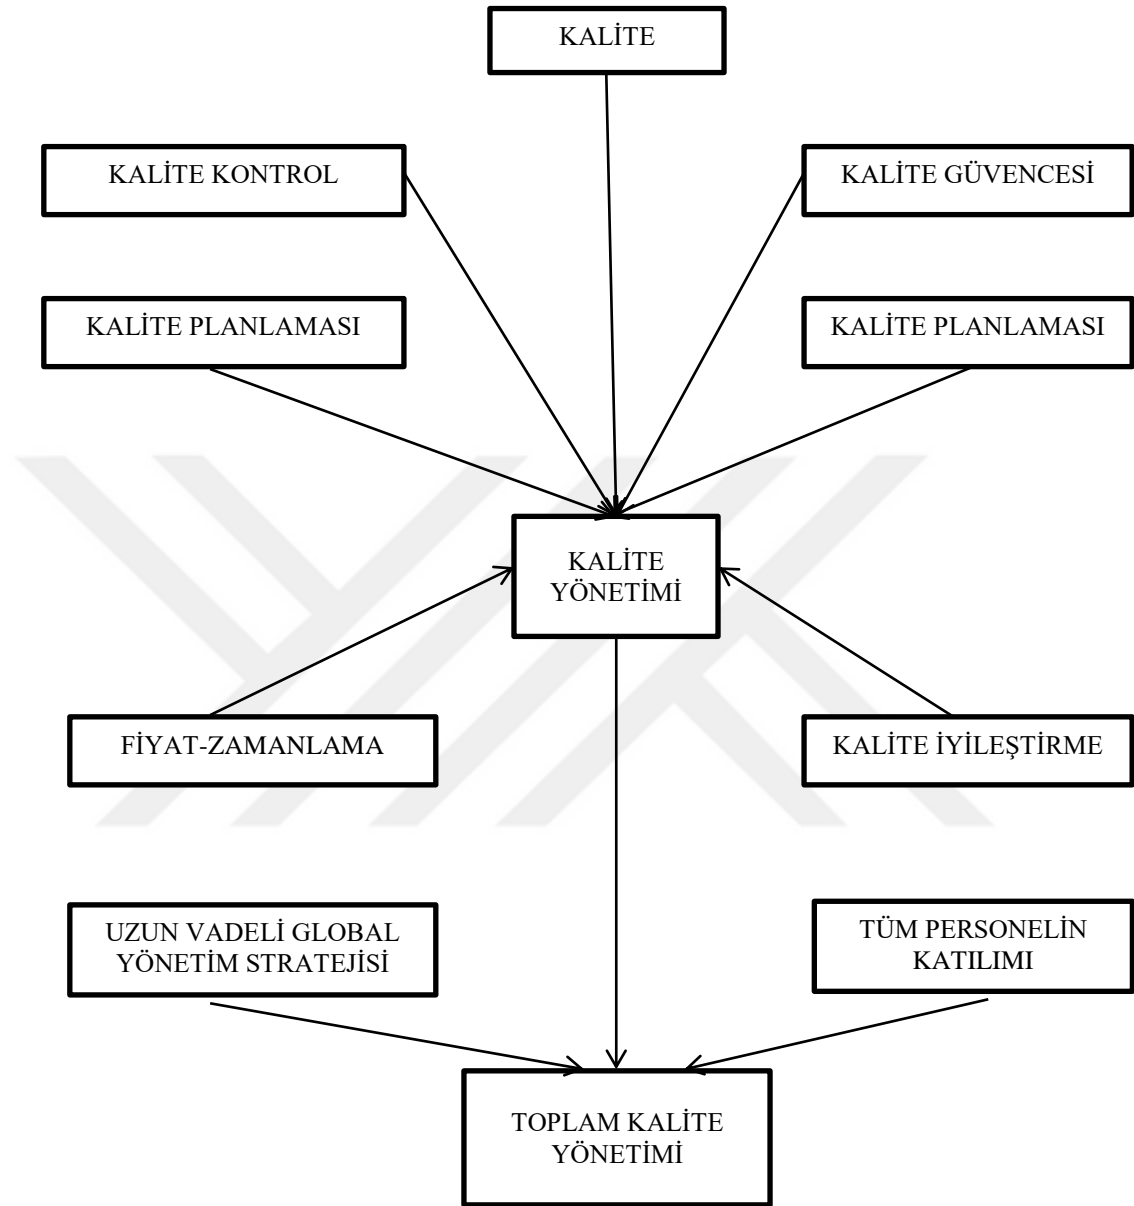 KALİTE
KALİTE KONTROL
KALİTE GÜVENCESİ
KALİTE PLANLAMASI
KALİTE PLANLAMASI
KALİTE
YÖNETİMİ
FİYAT-ZAMANLAMA
KALİTE İYİLEŞTİRME
UZUN VADELİ GLOBAL
YÖNETİM STRATEJİSİ
TÜM PERSONELİN
KATILIMI
TOPLAM KALİTE
YÖNETİMİ